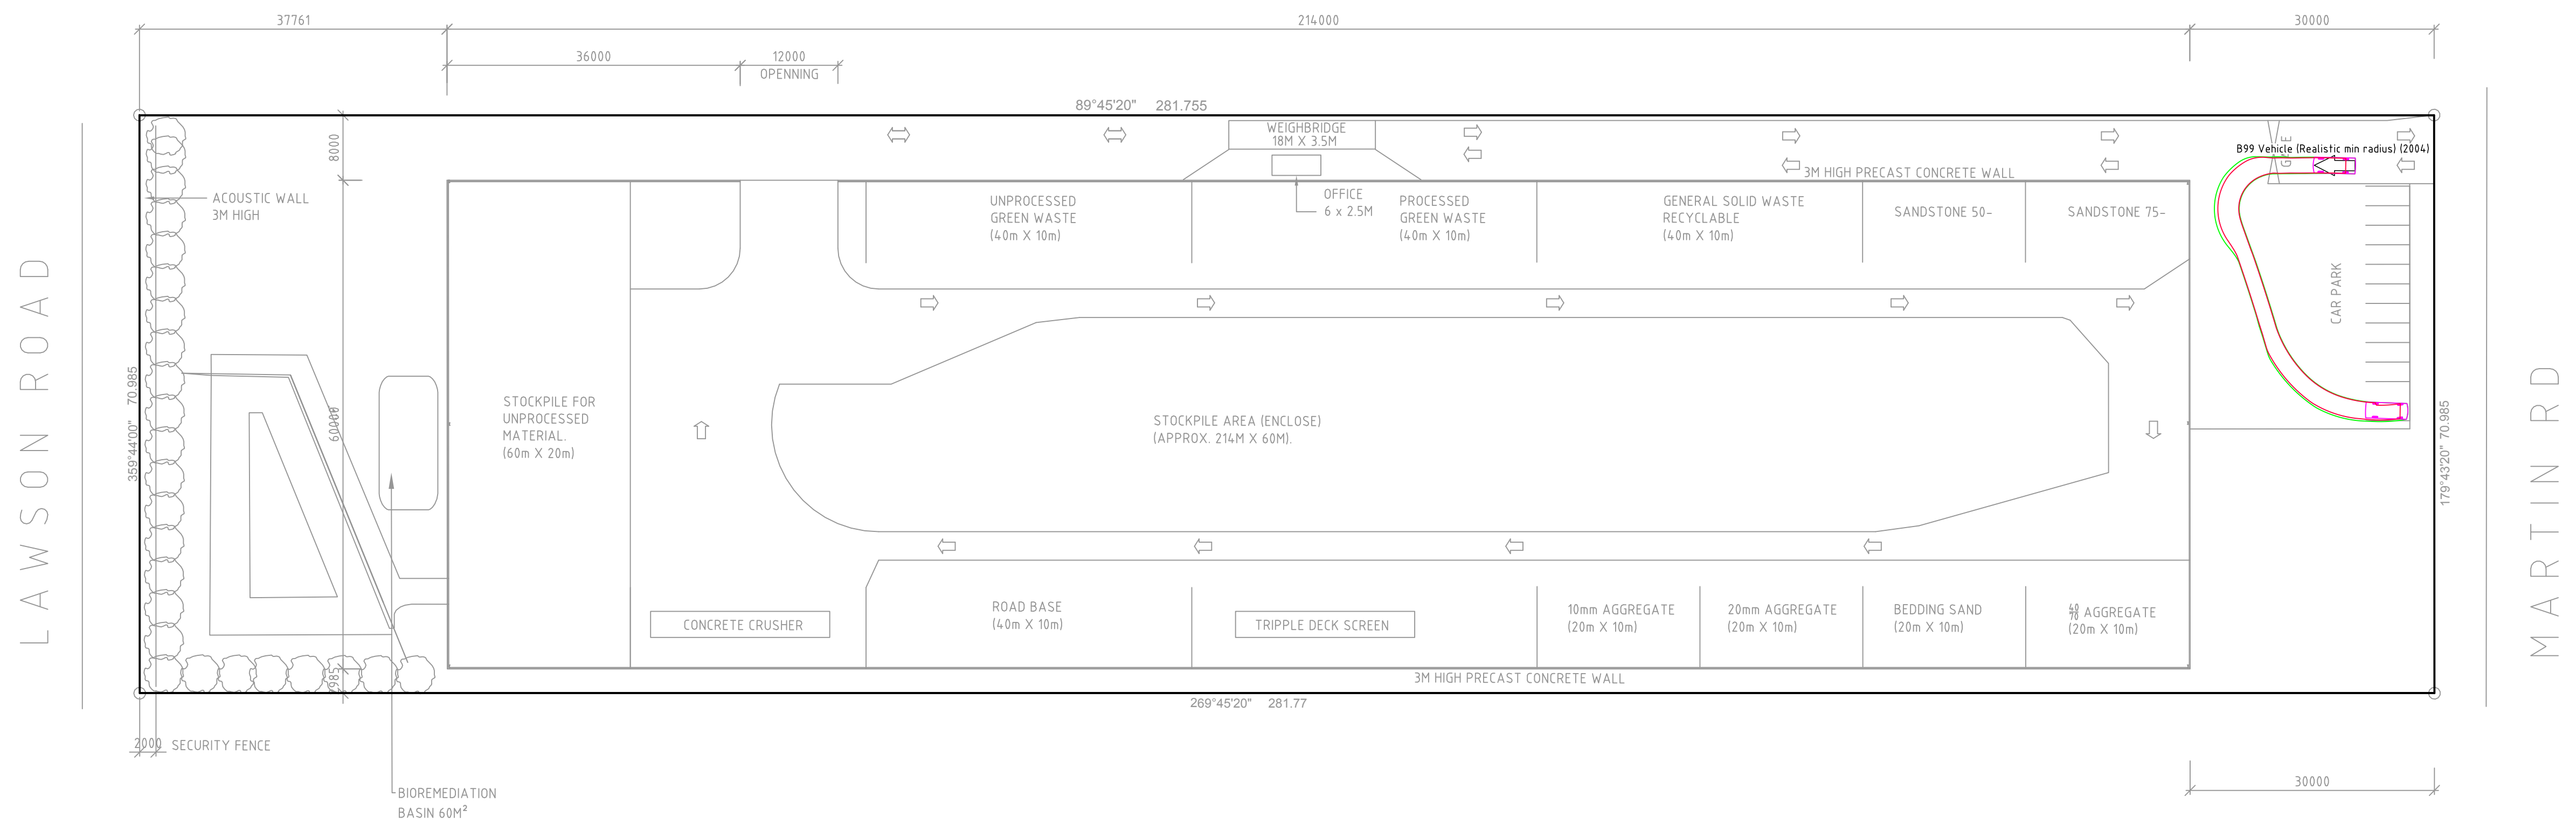 37761
214000
30000
36000
12000
OPENNING
89°45'20" 281.755
8000
WEIGHBRIDGE
18M X 3.5M
B99 Vehicle (Realistic min radius) (2004)
3M HIGH PRECAST CONCRETE WALL
ACOUSTIC WALL
3M HIGH
UNPROCESSED
GREEN WASTE
(40m X 10m)
OFFICE
6 x 2.5M
PROCESSED
GREEN WASTE
(40m X 10m)
GENERAL SOLID WASTE
RECYCLABLE
(40m X 10m)
SANDSTONE 50-
SANDSTONE 75-
CAR PARK
LAWSON ROAD
359°44'00" 70.985
60000
STOCKPILE FOR
UNPROCESSED
MATERIAL.
(60m X 20m)
STOCKPILE AREA (ENCLOSE)
(APPROX. 214M X 60M).
179°43'20" 70.985
MARTIN RD
CONCRETE CRUSHER
ROAD BASE
(40m X 10m)
TRIPPLE DECK SCREEN
10mm AGGREGATE
(20m X 10m)
20mm AGGREGATE
(20m X 10m)
BEDDING SAND
(20m X 10m)
AGGREGATE
(20m X 10m)
3M HIGH PRECAST CONCRETE WALL
269°45'20" 281.77
2000
SECURITY FENCE
30000
BIOREMEDIATION
BASIN 60M²